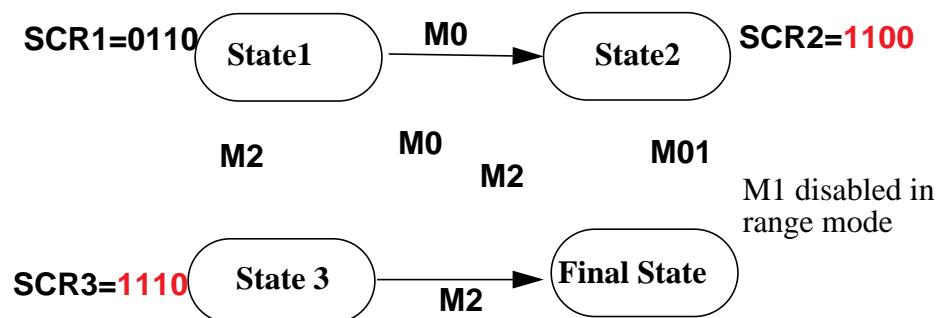 SCR1=0110 State1 M0 State2 SCR2=1100
M2 M0 M2 M01
M1 disabled in
range mode
SCR3=1110 State 3 M2 Final State